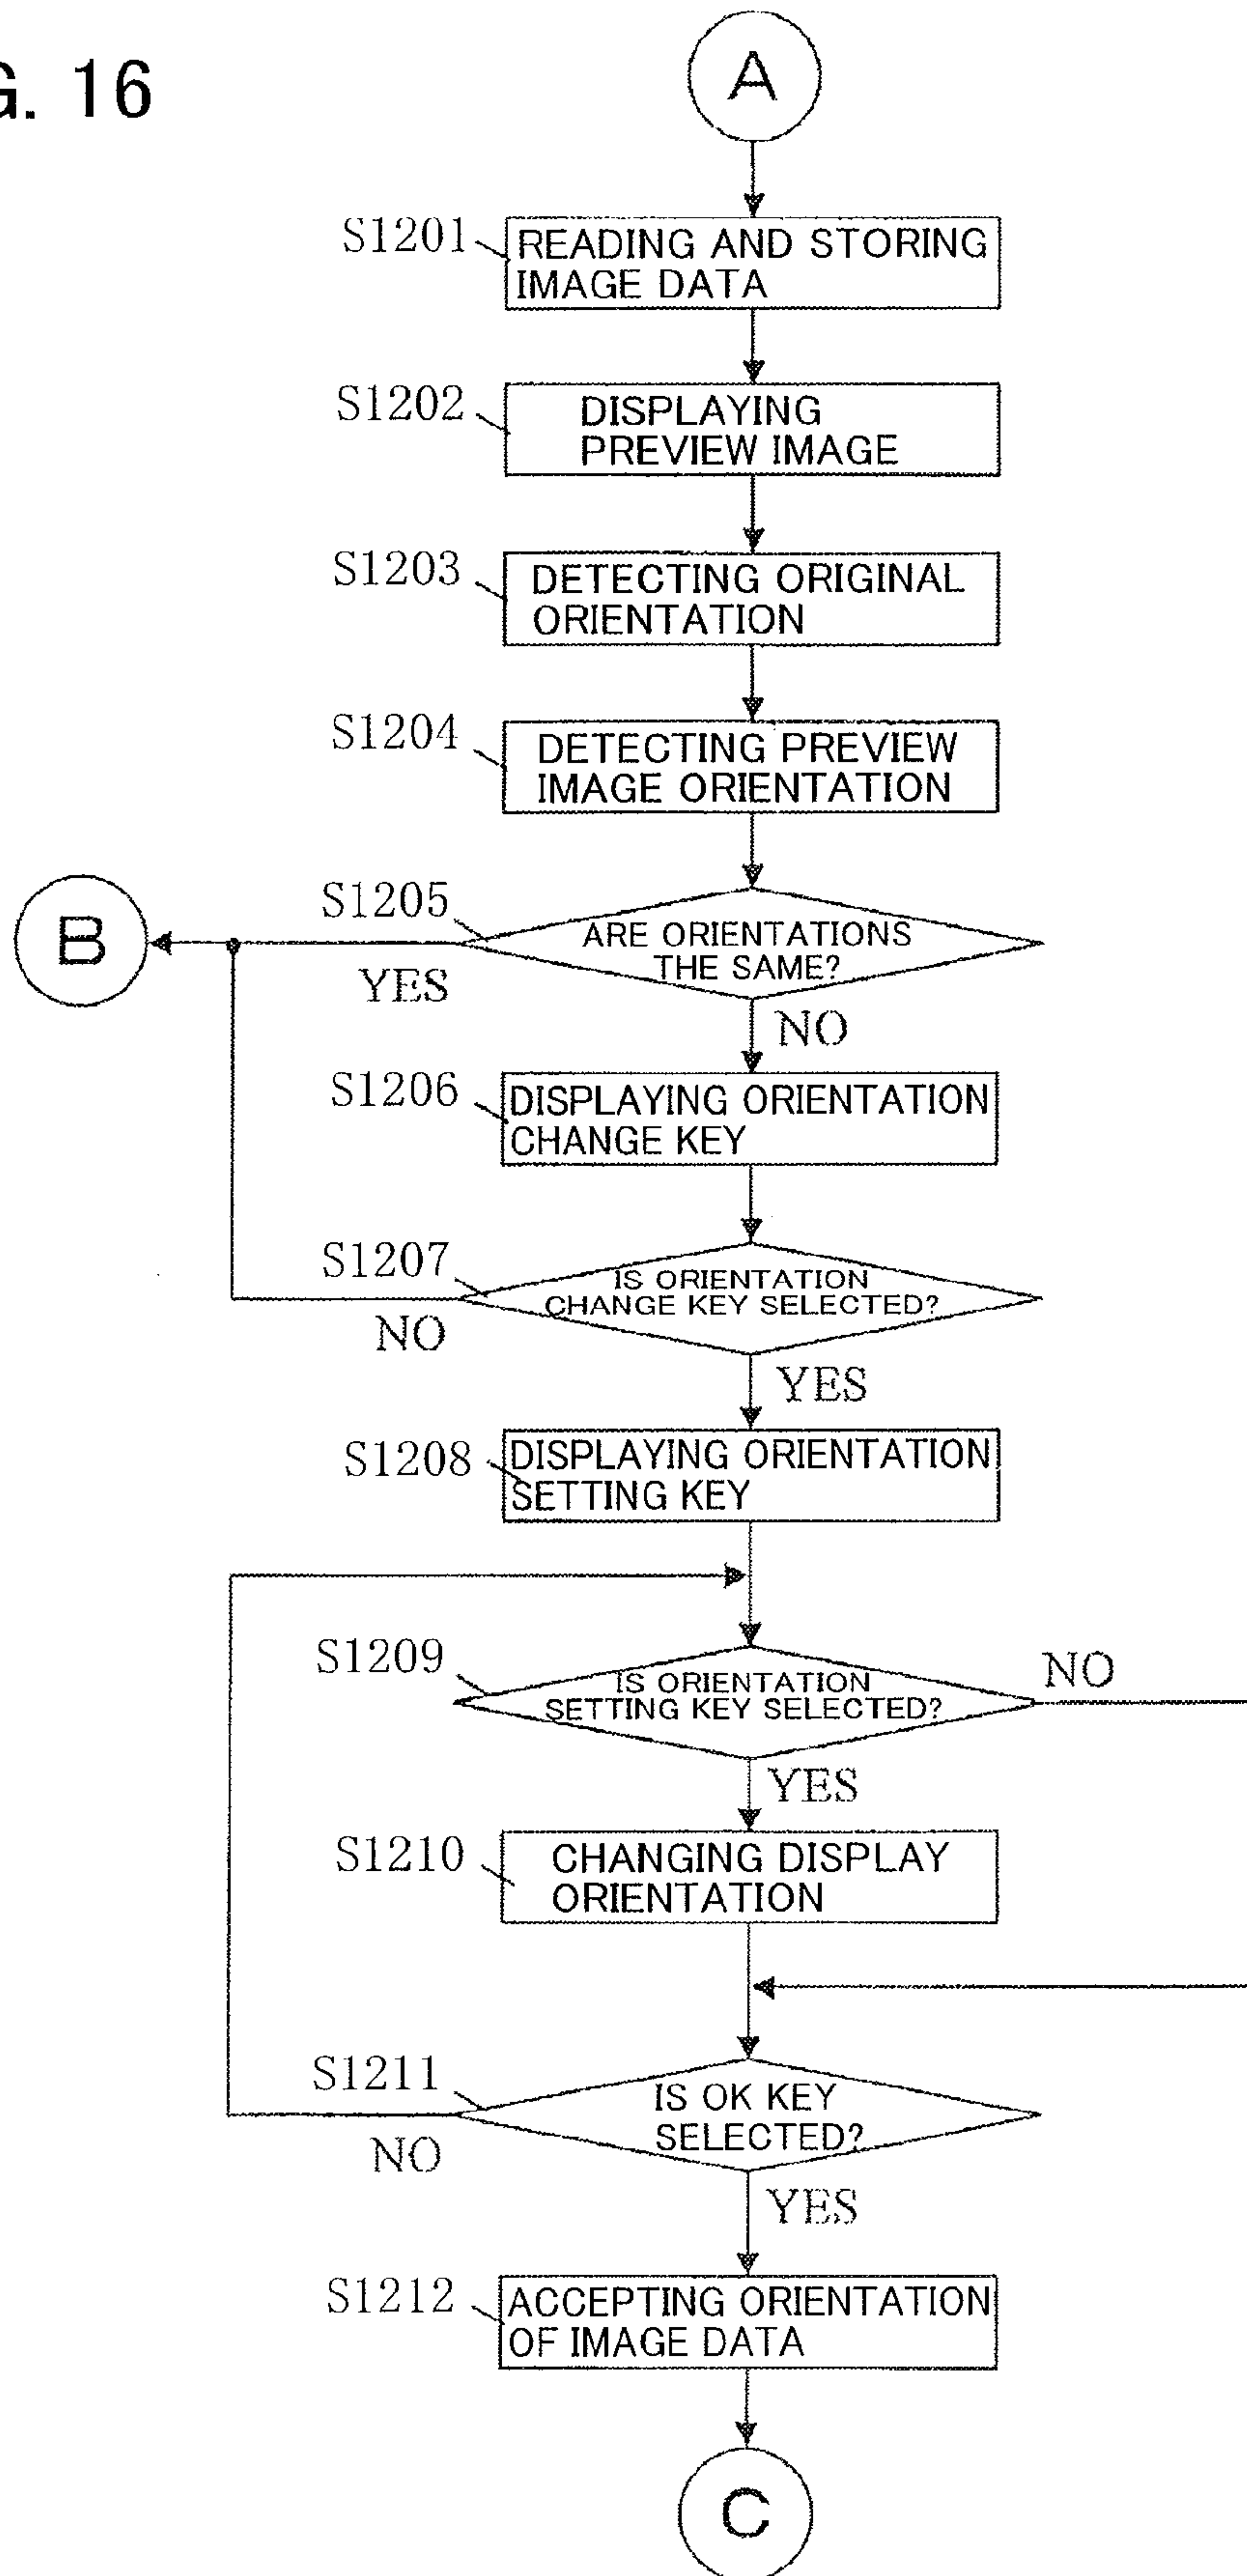 G. 16
A
S1201
READING AND STORING
IMAGE DATA
S1202
DISPLAYING
PREVIEW IMAGE
S1203
DETECTING ORIGINAL
ORIENTATION
S1204
DETECTING PREVIEW
IMAGE ORIENTATION
B
S1205
ARE ORIENTATIONS
THE SAME?
YES
NO
S1206
DISPLAYING ORIENTATION
CHANGE KEY
S1207
IS ORIENTATION
CHANGE KEY SELECTED?
NO
YES
S1208
DISPLAYING ORIENTATION
SETTING KEY
S1209
IS ORIENTATION
SETTING KEY SELECTED?
NO
YES
S1210
CHANGING DISPLAY
ORIENTATION
S1211
IS OK KEY
SELECTED?
NO
YES
S1212
ACCEPTING ORIENTATION
OF IMAGE DATA
C